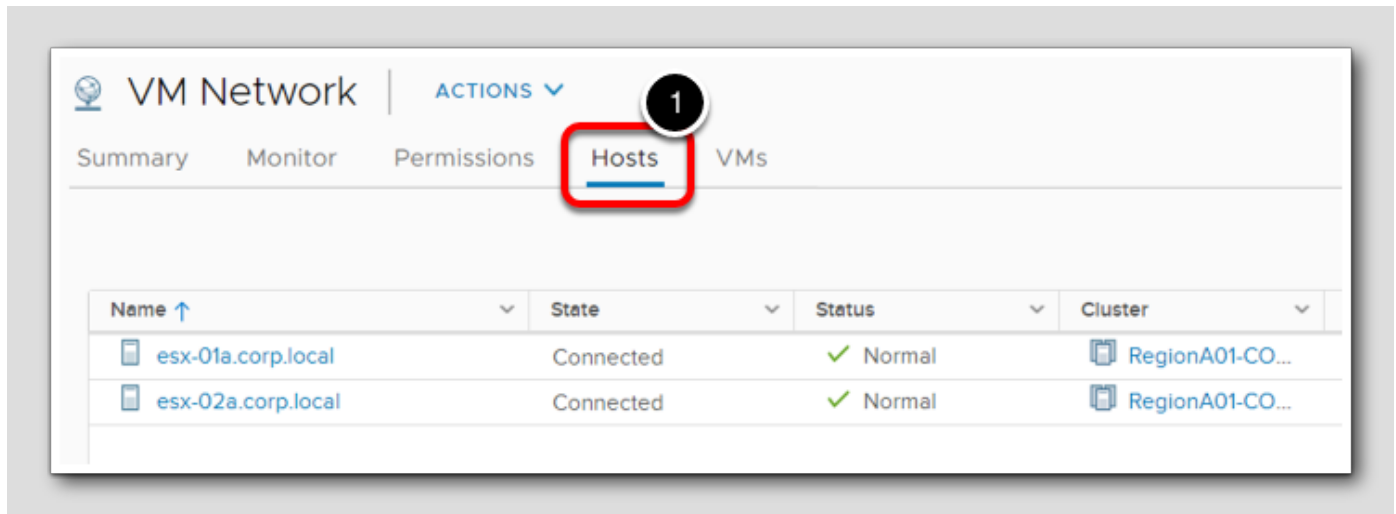 VM Network ACTIONS
1
Summary Monitor Permissions Hosts VMs
Name State Status Cluster
esx-01a.corp.local Connected Normal RegionA01-CO...
esx-02a.corp.local Connected Normal RegionA01-CO...